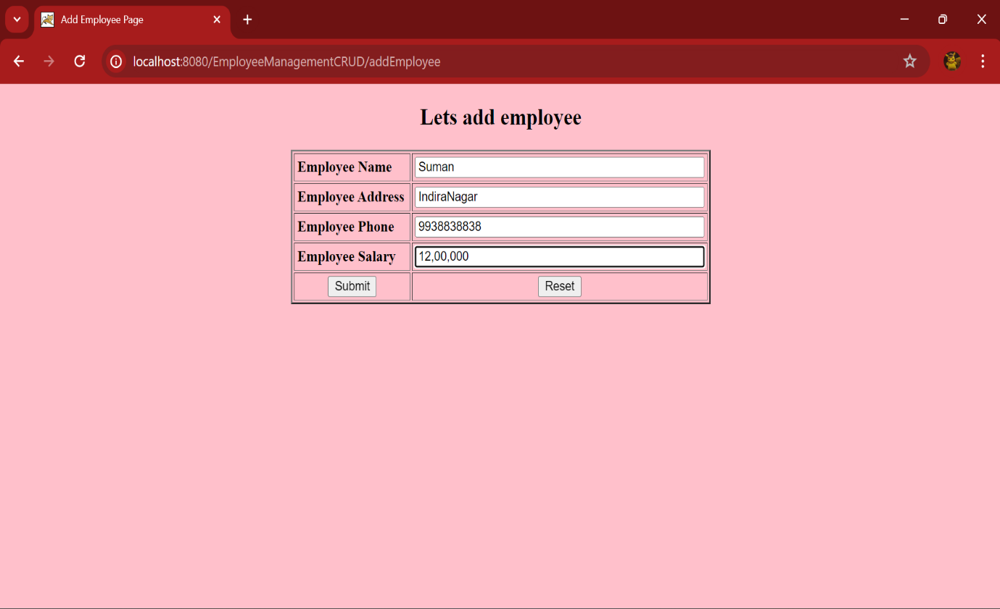 Add Employee Page
localhost:8080/EmployeeManagementCRUD/addEmployee
Lets add employee
Employee Name Suman
Employee Address IndiraNagar
Employee Phone 9938838838
Employee Salary 12,00,000
Submit Reset